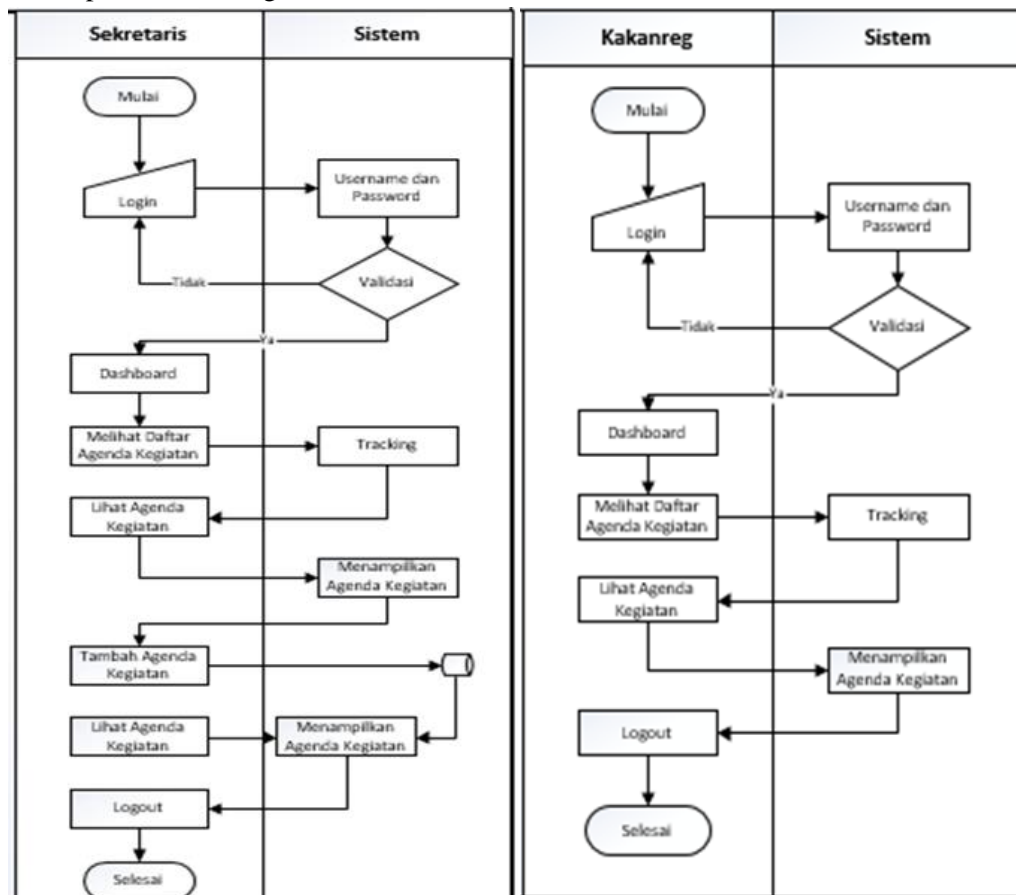 Sekretaris
Sistem
Mulai
Login
Username dan
Password
Validasi
Tidak
Ya
Dashboard
Melihat Daftar
Agenda Kegiatan
Tracking
Lihat Agenda
Kegiatan
Menampilkan
Agenda Kegiatan
Tambah Agenda
Kegiatan
Lihat Agenda
Kegiatan
Menampilkan
Agenda Kegiatan
Logout
Selesai
Kakanreg
Sistem
Mulai
Login
Username dan
Password
Validasi
Tidak
Ya
Dashboard
Melihat Daftar
Agenda Kegiatan
Tracking
Lihat Agenda
Kegiatan
Menampilkan
Agenda Kegiatan
Logout
Selesai